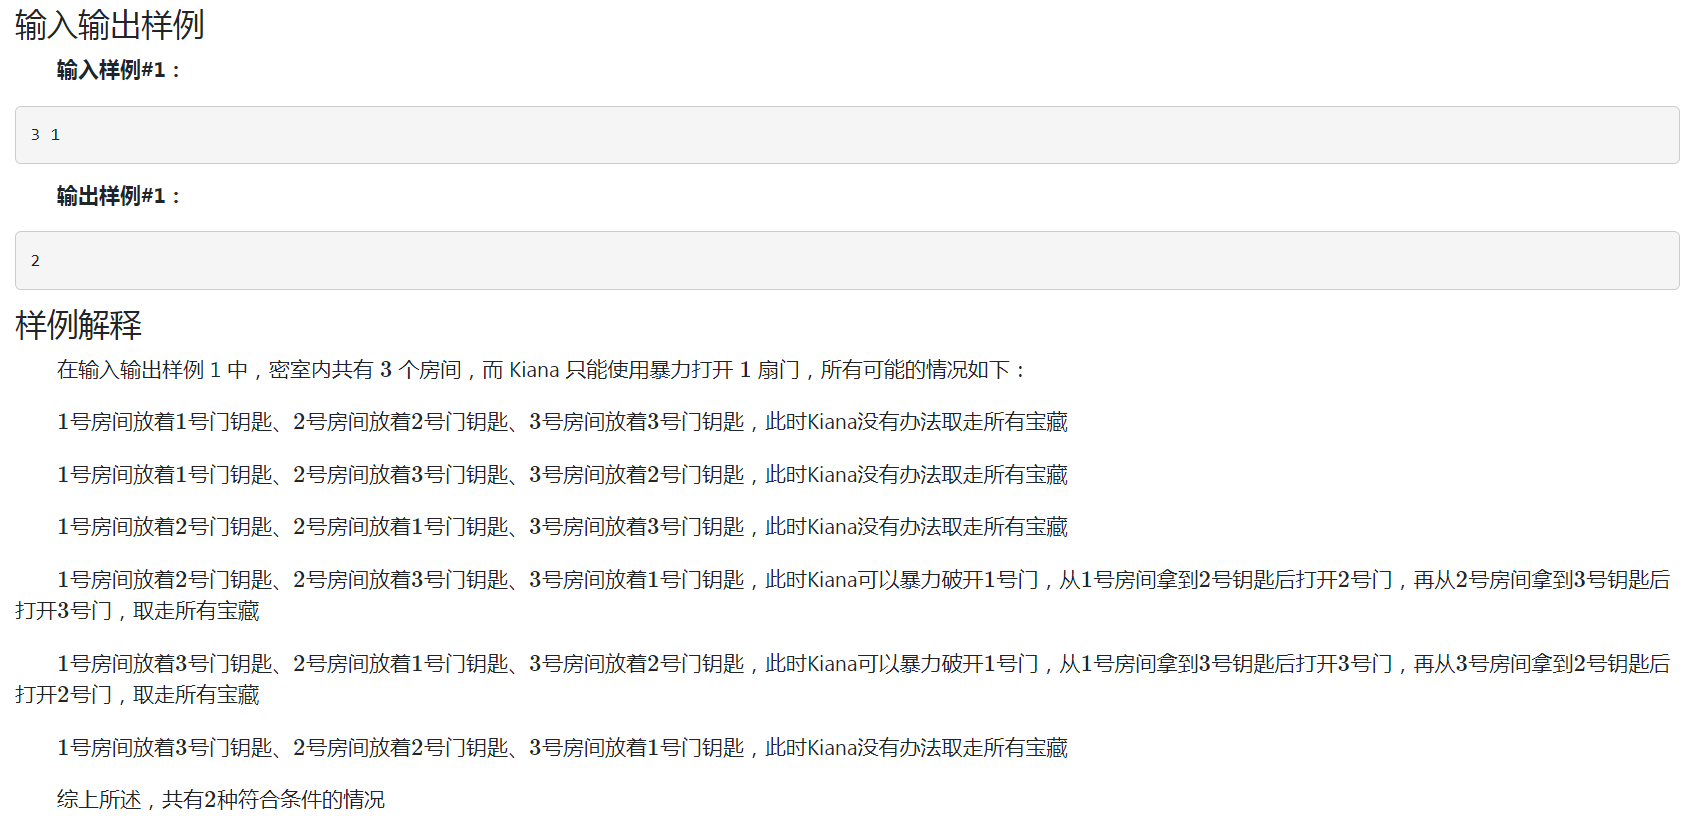 输入输出样例
输入样例#1：
3 1
输出样例#1：
2
样例解释
在输入输出样例 1 中，密室内共有 3 个房间，而 Kiana 只能使用暴力打开 1 扇门，所有可能的情况如下：
1号房间放着1号门钥匙、2号房间放着2号门钥匙、3号房间放着3号门钥匙，此时Kiana没有办法取走所有宝藏
1号房间放着1号门钥匙、2号房间放着3号门钥匙、3号房间放着2号门钥匙，此时Kiana没有办法取走所有宝藏
1号房间放着2号门钥匙、2号房间放着1号门钥匙、3号房间放着3号门钥匙，此时Kiana没有办法取走所有宝藏
1号房间放着2号门钥匙、2号房间放着3号门钥匙、3号房间放着1号门钥匙，此时Kiana可以暴力破开1号门，从1号房间拿到2号钥匙后打开2号门，再从2号房间拿到3号钥匙后
打开3号门，取走所有宝藏
1号房间放着3号门钥匙、2号房间放着1号门钥匙、3号房间放着2号门钥匙，此时Kiana可以暴力破开1号门，从1号房间拿到3号钥匙后打开3号门，再从3号房间拿到2号钥匙后
打开2号门，取走所有宝藏
1号房间放着3号门钥匙、2号房间放着2号门钥匙、3号房间放着1号门钥匙，此时Kiana没有办法取走所有宝藏
综上所述，共有2种符合条件的情况